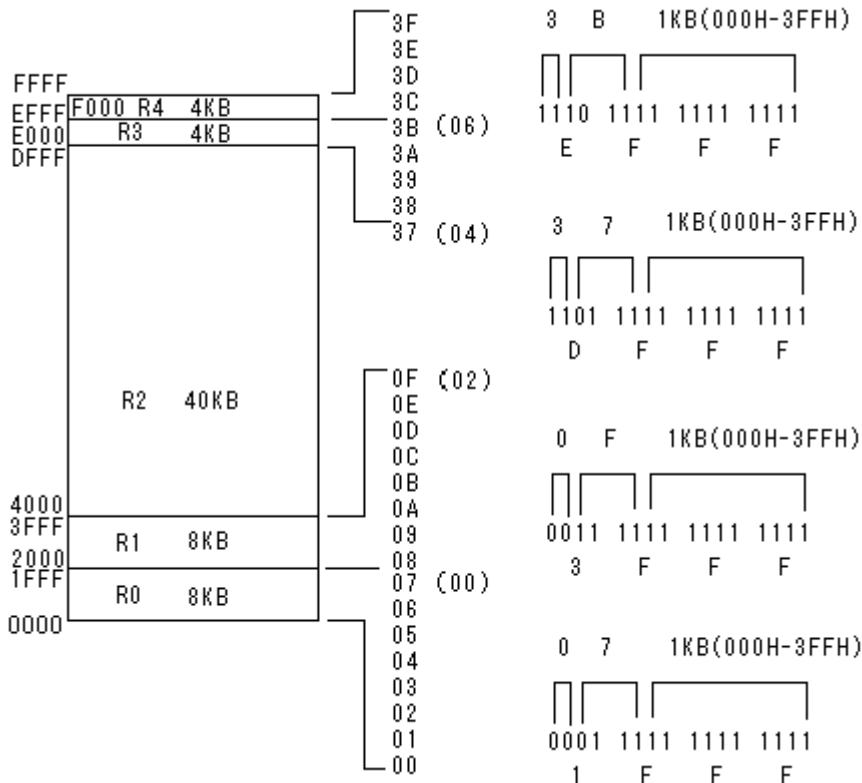 FFFF
EFFF
E000
DFFF
F000 R4 4KB
R3 4KB
R2 40KB
4000
3FFF
R1 8KB
2000
1FFF
R0 8KB
0000
3F
3E
3D
3C
3B (06)
3A
39
38
37 (04)
0F (02)
0E
0D
0C
0B
0A
09
08
07 (00)
06
05
04
03
02
01
00
3 B 1KB(000H-3FFH)
1110 1111 1111 1111
E F F F
3 7 1KB(000H-3FFH)
1101 1111 1111 1111
D F F F
0 F 1KB(000H-3FFH)
0011 1111 1111 1111
3 F F F
0 7 1KB(000H-3FFH)
0001 1111 1111 1111
1 F F F